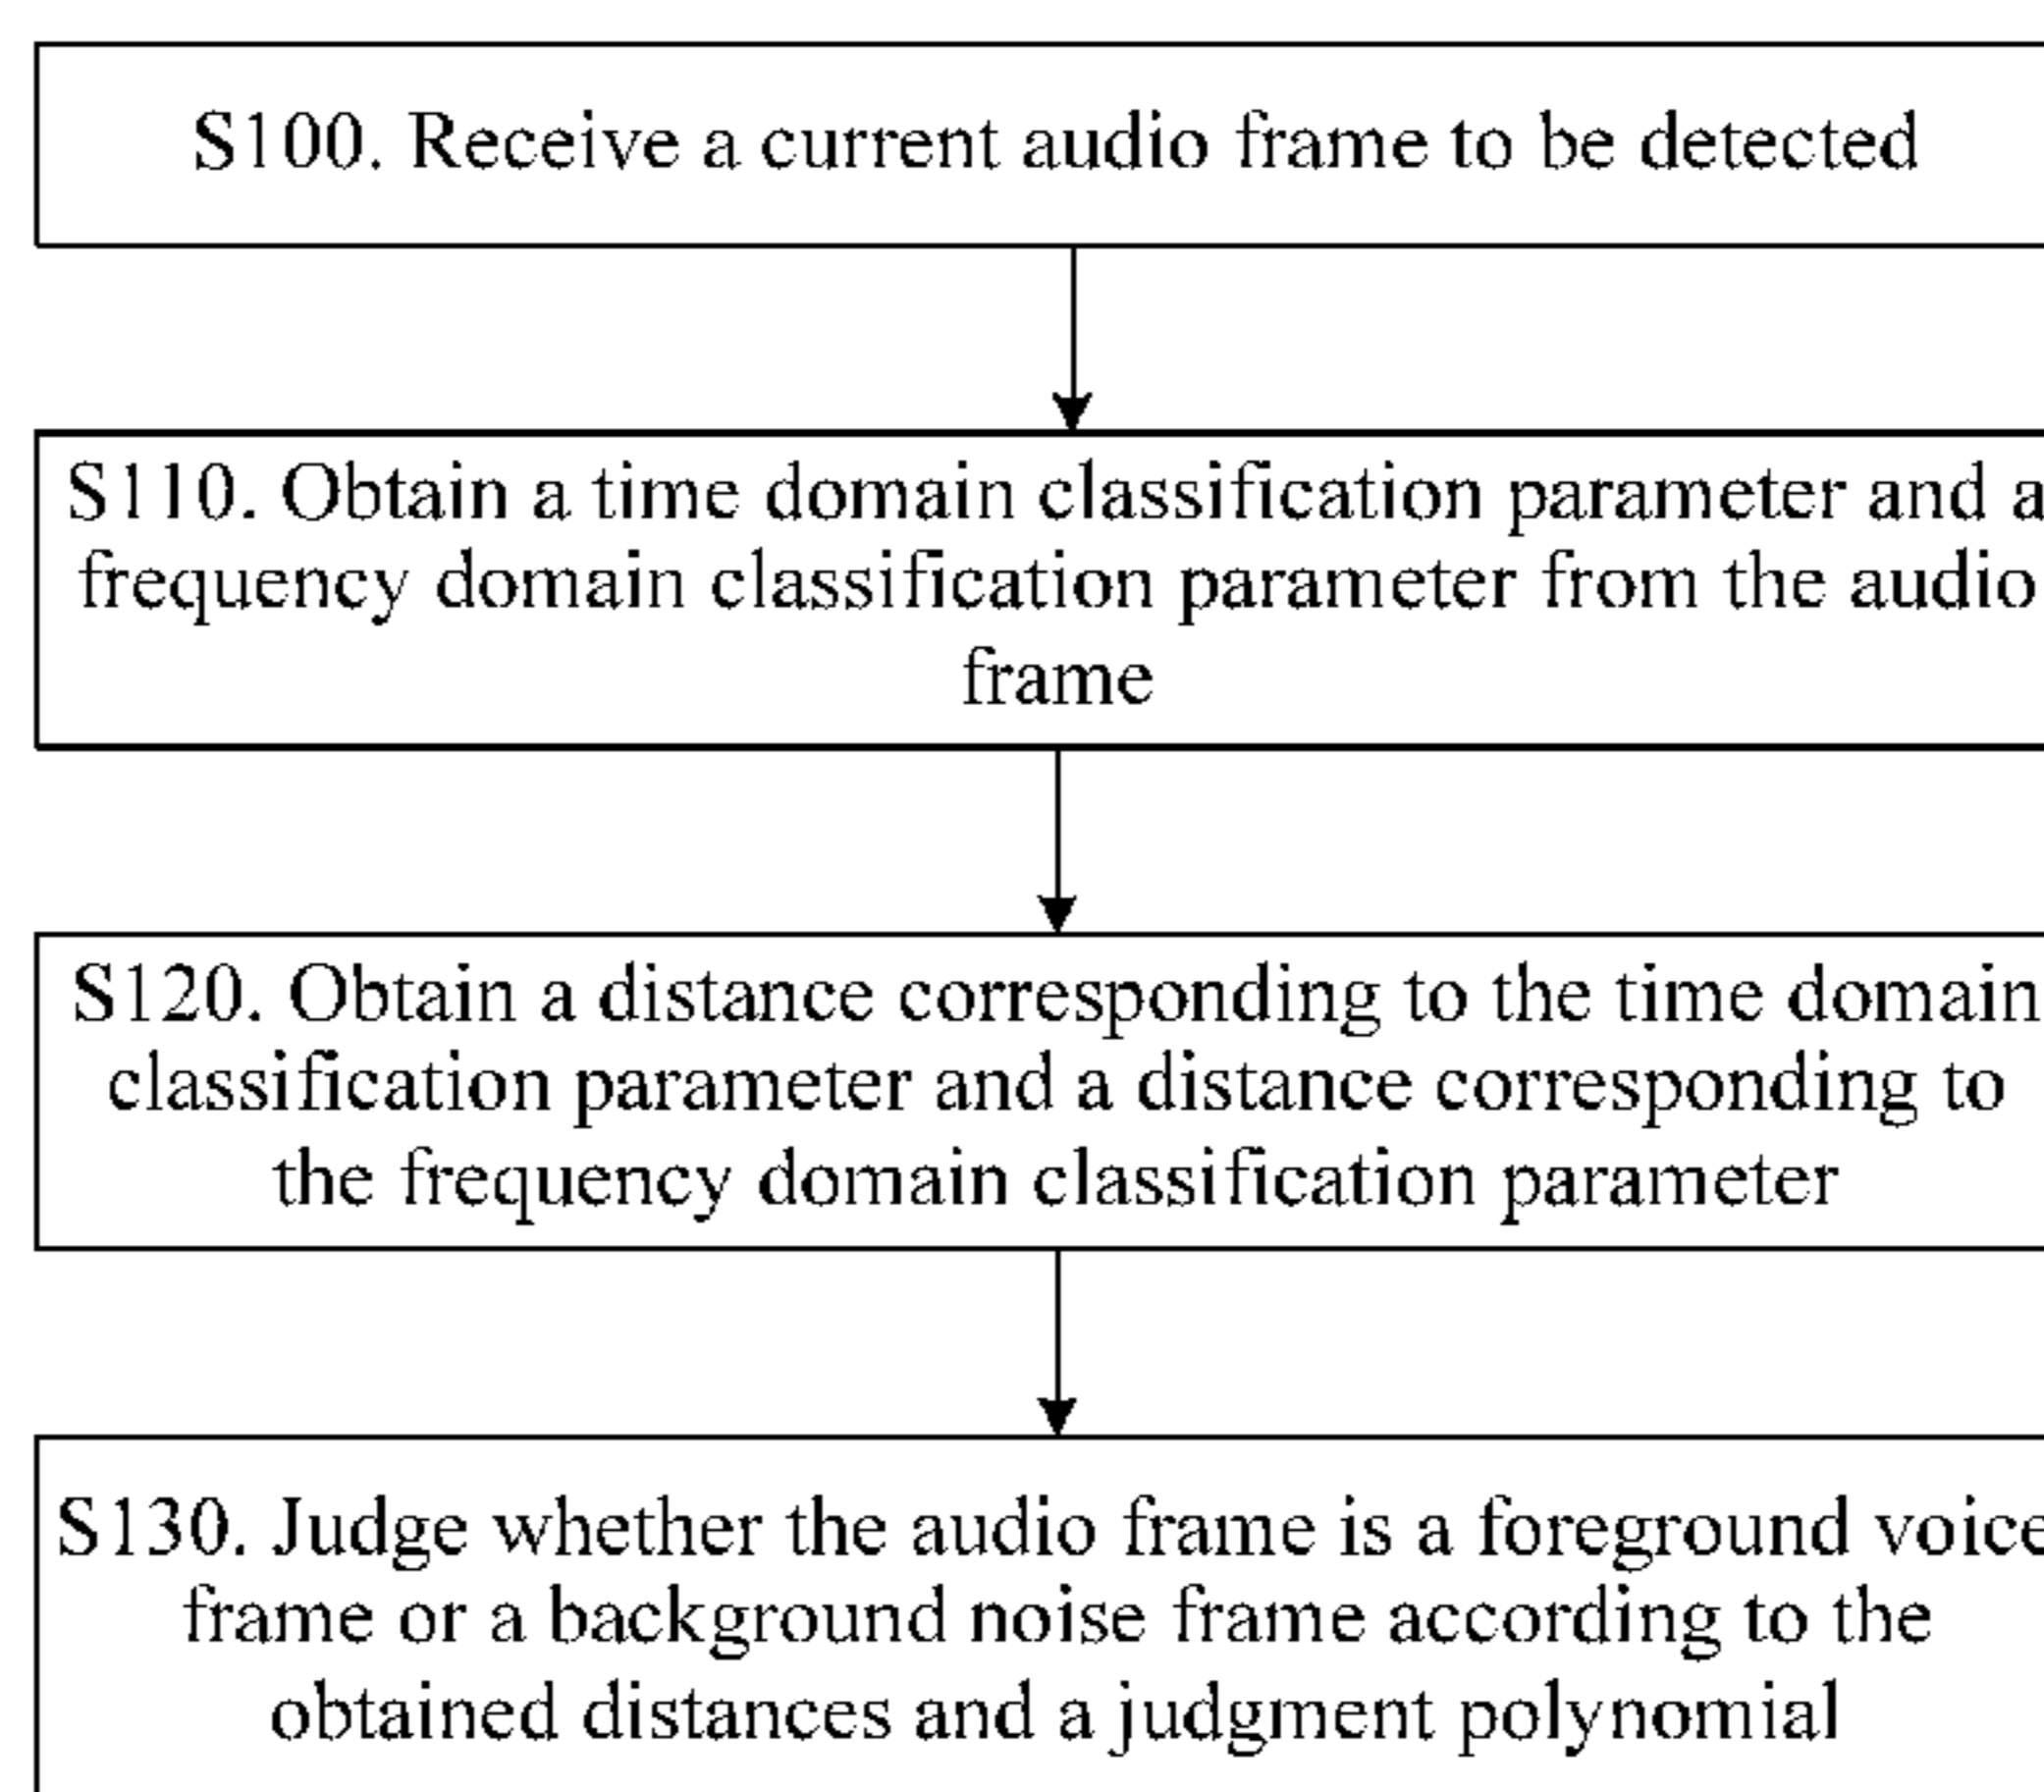 S100. Receive a current audio frame to be detected
S110. Obtain a time domain classification parameter and a
frequency domain classification parameter from the audio
frame
S120. Obtain a distance corresponding to the time domain
classification parameter and a distance corresponding to
the frequency domain classification parameter
S130. Judge whether the audio frame is a foreground voice
frame or a background noise frame according to the
obtained distances and a judgment polynomial